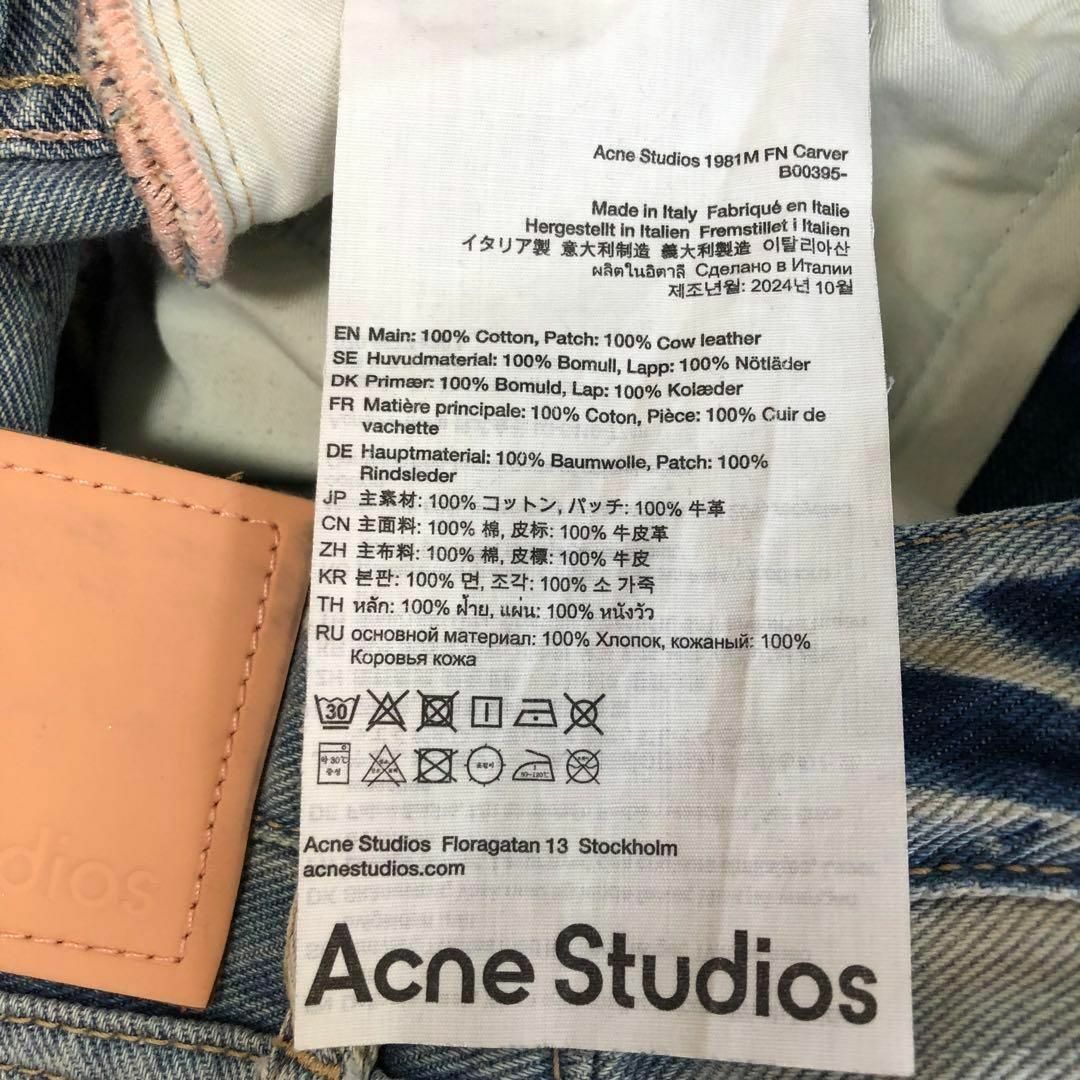 Acne Studios 1981M FN Carver
B00395-
Made in Italy Fabriqué en Italie
Hergestellt in Italien Fremstillet i Italien
イタリア製 意大利制造 義大利製造 이탈리아산
ผลิตในอิตาลี Сделано в Италии
제조년월: 2024년 10월
EN Main: 100% Cotton, Patch: 100% Cow leather
SE Huvudmaterial: 100% Bomull, Lapp: 100% Nötläder
DK Primær: 100% Bomuld, Lap: 100% Kolæder
FR Matière principale: 100% Coton, Pièce: 100% Cuir de
vachette
DE Hauptmaterial: 100% Baumwolle, Patch: 100%
Rindsleder
JP 主素材: 100% コットン, パッチ: 100% 牛革
CN 主面料: 100% 棉, 皮标: 100% 牛皮革
ZH 主布料: 100% 棉, 皮標: 100% 牛皮
KR 본판: 100% 면, 조각: 100% 소 가죽
TH หลัก: 100% ฝ้าย, แผ่น: 100% หนังวัว
RU основной материал: 100% Хлопок, кожаный: 100%
Коровья кожа
30
약 30℃
중성
80~120℃
Acne Studios Floragatan 13 Stockholm
acnestudios.com
Acne Studios
dios